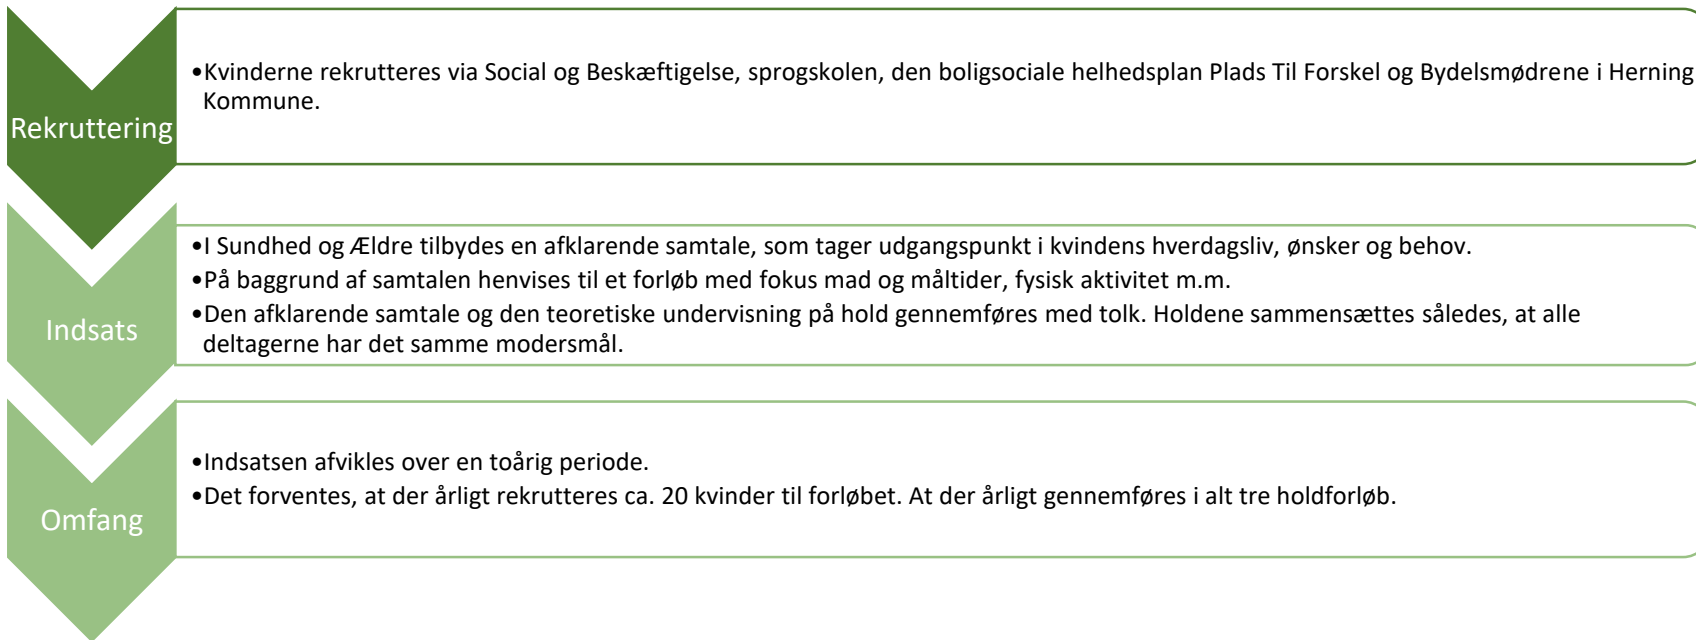 Rekruttering
•Kvinderne rekrutteres via Social og Beskæftigelse, sprogskolen, den boligsociale helhedsplan Plads Til Forskel og Bydelsmødrene i Herning
Kommune.
Indsats
•I Sundhed og Ældre tilbydes en afklarende samtale, som tager udgangspunkt i kvindens hverdagsliv, ønsker og behov.
•På baggrund af samtalen henvises til et forløb med fokus mad og måltider, fysisk aktivitet m.m.
•Den afklarende samtale og den teoretiske undervisning på hold gennemføres med tolk. Holdene sammensættes således, at alle
deltagerne har det samme modersmål.
Omfang
•Indsatsen afvikles over en toårig periode.
•Det forventes, at der årligt rekrutteres ca. 20 kvinder til forløbet. At der årligt gennemføres i alt tre holdforløb.